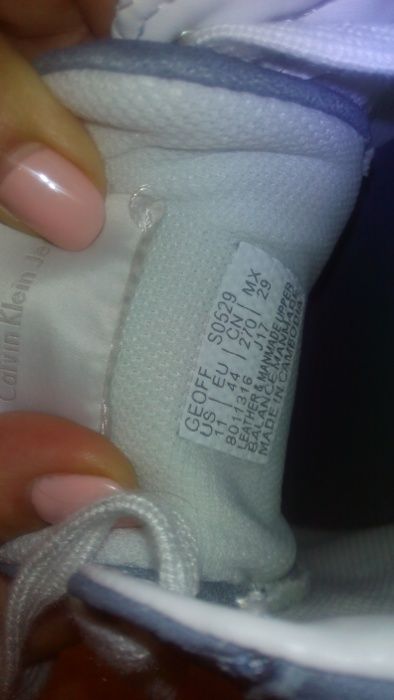 Calvin Klein Je
GEOFF S0529
US | EU | CN | MX
11 | 44 | 270 | 29
8011316 J17
LEATHER & MANMADE UPPER
BALANCE MANMADE
MADE IN CAMBODIA